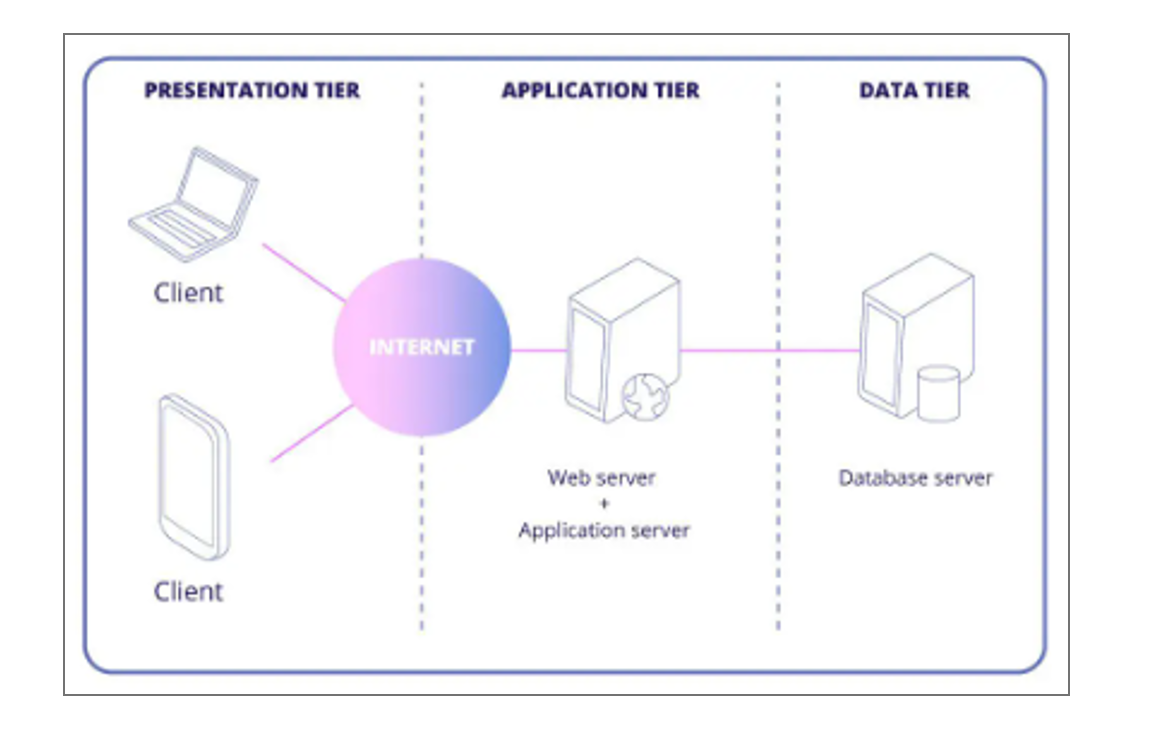 PRESENTATION TIER
APPLICATION TIER
DATA TIER
Client
INTERNET
Client
Web server
+
Application server
Database server